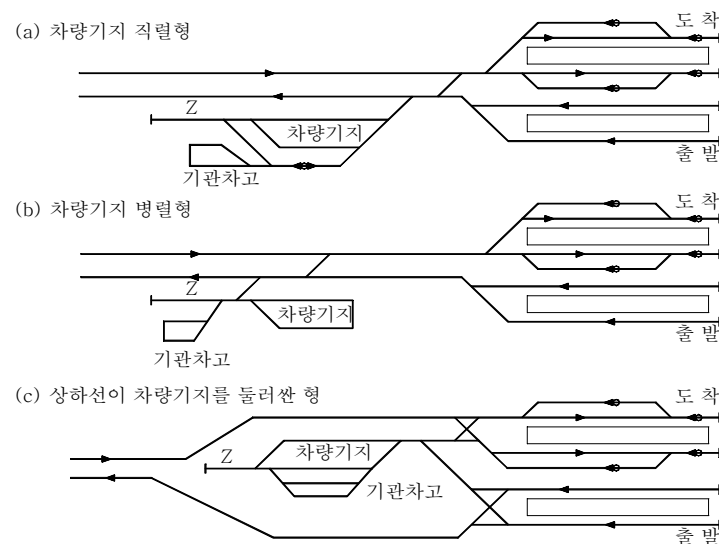 (a) 차량기지 직렬형
도 착
Z
차량기지
기관차고
출 발
(b) 차량기지 병렬형
도 착
Z
차량기지
기관차고
출 발
(c) 상하선이 차량기지를 둘러싼 형
도 착
Z
차량기지
기관차고
출 발